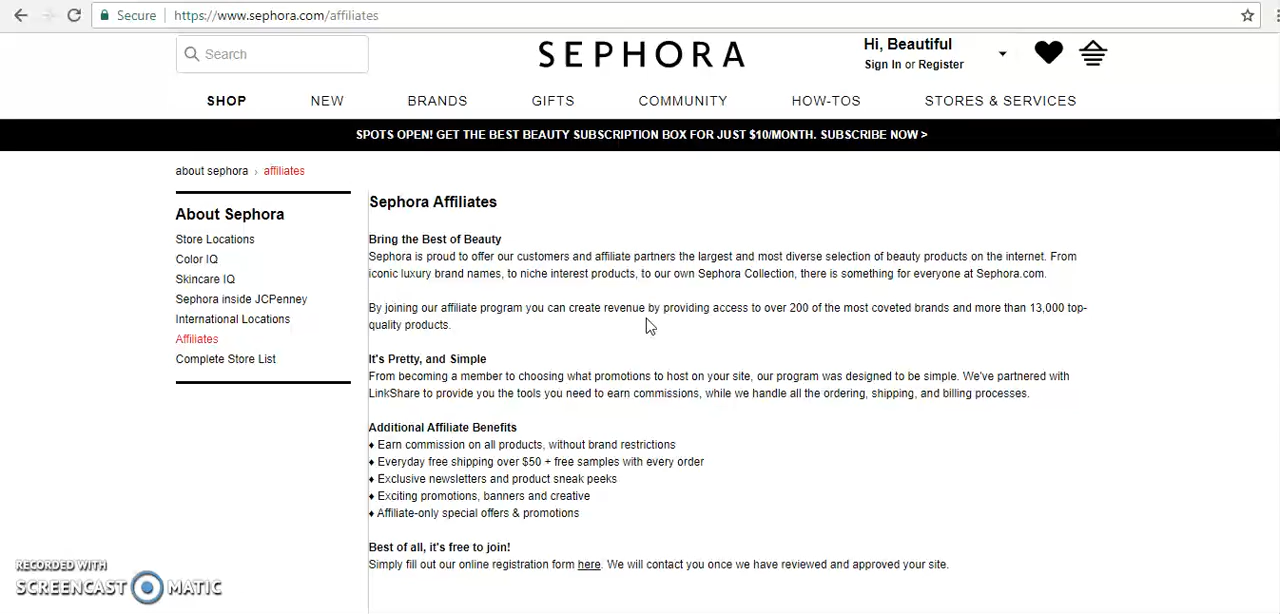 Secure https://www.sephora.com/affiliates
Search
SEPHORA
Hi, Beautiful
Sign In or Register
SHOP NEW BRANDS GIFTS COMMUNITY HOW-TOS STORES & SERVICES
SPOTS OPEN! GET THE BEST BEAUTY SUBSCRIPTION BOX FOR JUST $10/MONTH. SUBSCRIBE NOW >
about sephora › affiliates
About Sephora
Store Locations
Color IQ
Skincare IQ
Sephora inside JCPenney
International Locations
Affiliates
Complete Store List
Sephora Affiliates
Bring the Best of Beauty
Sephora is proud to offer our customers and affiliate partners the largest and most diverse selection of beauty products on the internet. From
iconic luxury brand names, to niche interest products, to our own Sephora Collection, there is something for everyone at Sephora.com.
By joining our affiliate program you can create revenue by providing access to over 200 of the most coveted brands and more than 13,000 top-
quality products.
It's Pretty, and Simple
From becoming a member to choosing what promotions to host on your site, our program was designed to be simple. We've partnered with
LinkShare to provide you the tools you need to earn commissions, while we handle all the ordering, shipping, and billing processes.
Additional Affiliate Benefits
♦ Earn commission on all products, without brand restrictions
♦ Everyday free shipping over $50 + free samples with every order
♦ Exclusive newsletters and product sneak peeks
♦ Exciting promotions, banners and creative
♦ Affiliate-only special offers & promotions
Best of all, it's free to join!
Simply fill out our online registration form here. We will contact you once we have reviewed and approved your site.
RECORDED WITH
SCREENCAST MATIC